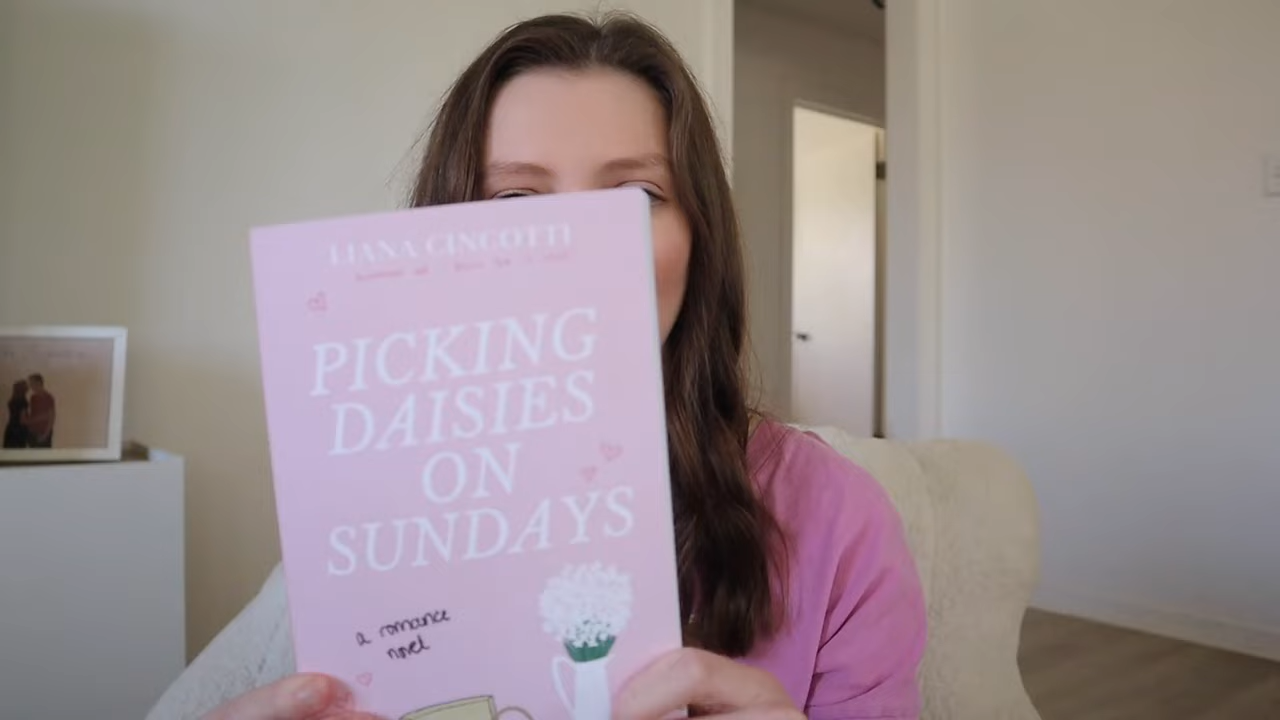 LIANA CINCOTTI
PICKING
DAISIES
ON
SUNDAYS
a romance
novel